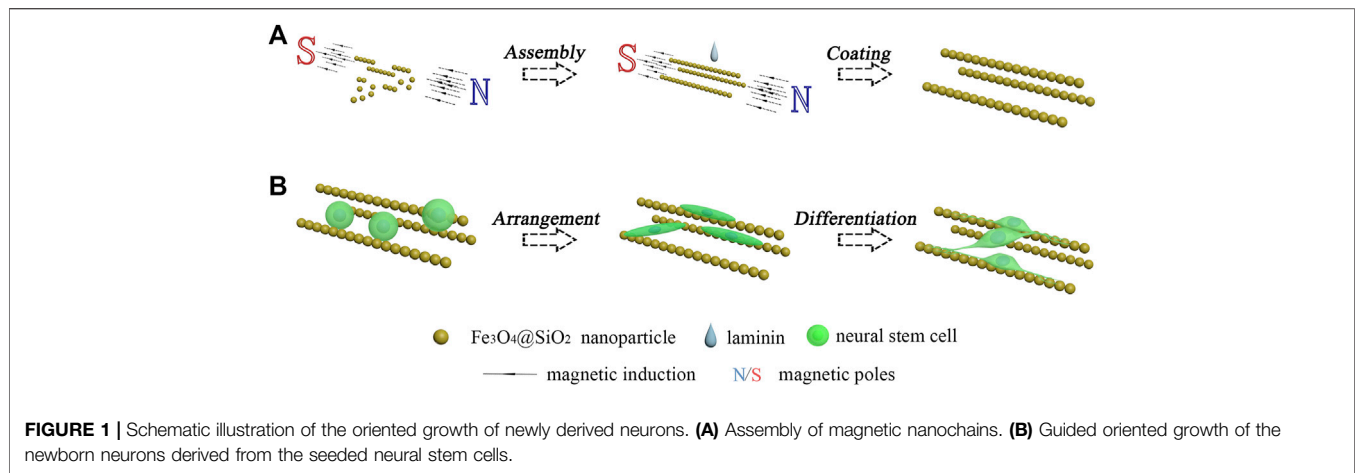 A
S
N
Assembly
S
N
Coating
B
Arrangement
Differentiation
Fe3O4@SiO2 nanoparticle laminin neural stem cell
magnetic induction N/S magnetic poles
FIGURE 1 | Schematic illustration of the oriented growth of newly derived neurons. (A) Assembly of magnetic nanochains. (B) Guided oriented growth of the
newborn neurons derived from the seeded neural stem cells.